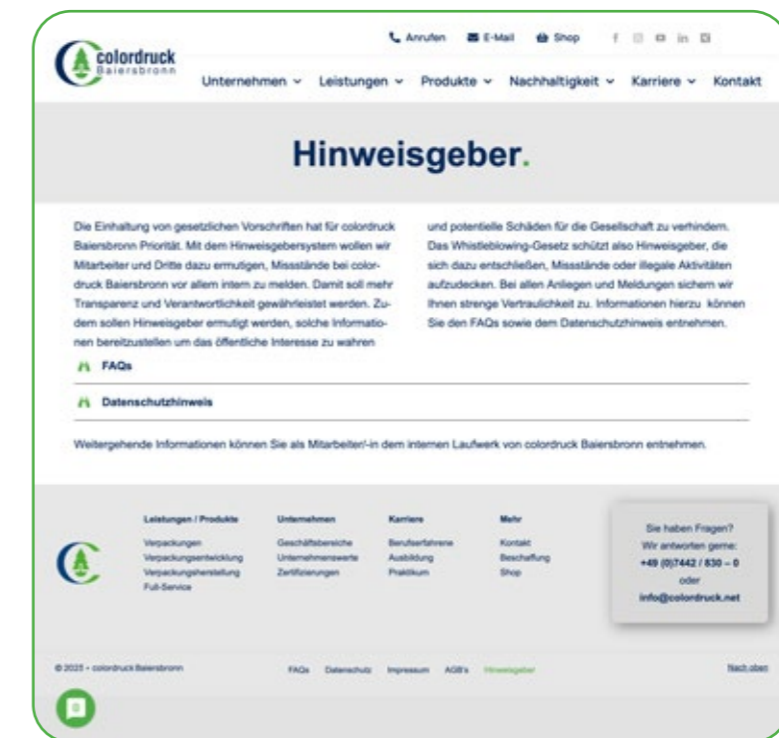 colordruck
Baiersbronn
Anrufen E-Mail Shop
Unternehmen Leistungen Produkte Nachhaltigkeit Karriere Kontakt
Hinweisgeber.
Die Einhaltung von gesetzlichen Vorschriften hat für colordruck
Baiersbronn Priorität. Mit dem Hinweisgebersystem wollen wir
Mitarbeiter und Dritte dazu ermutigen, Missstände bei color-
druck Baiersbronn vor allem intern zu melden. Damit soll mehr
Transparenz und Verantwortlichkeit gewährleistet werden. Zu-
dem sollen Hinweisgeber ermutigt werden, solche Informatio-
nen bereitzustellen um das öffentliche Interesse zu wahren
und potentielle Schäden für die Gesellschaft zu verhindern.
Das Whistleblowing-Gesetz schützt also Hinweisgeber, die
sich dazu entschließen, Missstände oder illegale Aktivitäten
aufzudecken. Bei allen Anliegen und Meldungen sichern wir
Ihnen strenge Vertraulichkeit zu. Informationen hierzu können
Sie den FAQs sowie dem Datenschutzhinweis entnehmen.
FAQs
Datenschutzhinweis
Weitergehende Informationen können Sie als Mitarbeiter/-in dem internen Laufwerk von colordruck Baiersbronn entnehmen.
Leistungen / Produkte
Verpackungen
Verpackungsentwicklung
Verpackungsherstellung
Full-Service
Unternehmen
Geschäftsbereiche
Unternehmenswerte
Zertifizierungen
Karriere
Berufserfahrene
Ausbildung
Praktikum
Mehr
Kontakt
Beschaffung
Shop
Sie haben Fragen?
Wir antworten gerne:
+49 (0)7442 / 830 – 0
oder
info@colordruck.net
© 2025 – colordruck Baiersbronn
FAQs Datenschutz Impressum AGB's Hinweisgeber
Nach oben